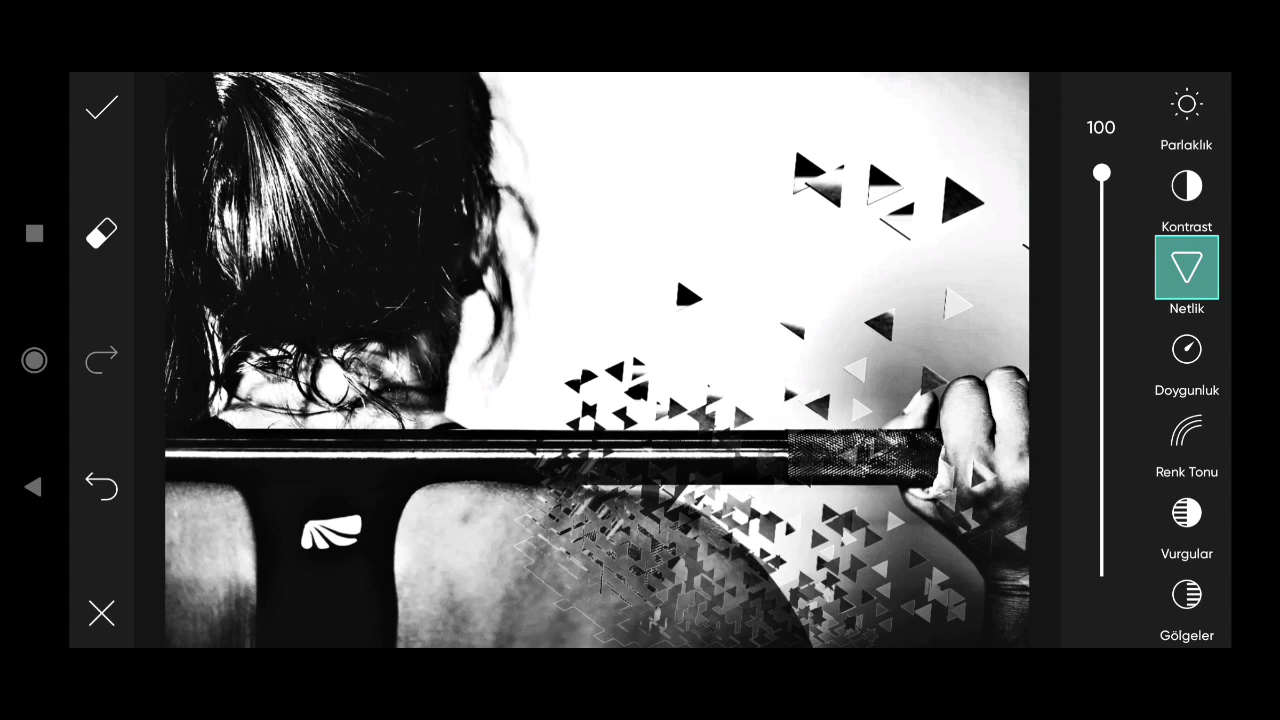 100
Parlaklık
Kontrast
Netlik
Doygunluk
Renk Tonu
Vurgular
Gölgeler